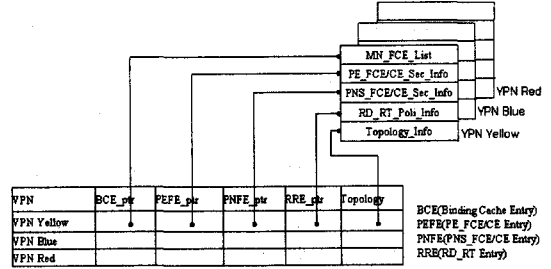 MN_FCE_List
PE_FCE/CE_Sec_Info
PNS_FCE/CE_Sec_Info
VPN Red
RD_RT_Poli_Info
VPN Blue
Topology_Info
VPN Yellow
VPN BCE_ptr PEFE_ptr PNFE_ptr RRE_ptr Topology
VPN Yellow
VPN Blue
VPN Red
BCE(Binding Cache Entry)
PEFE(PE_FCE/CE Entry)
PNFE(PNS_FCE/CE Entry)
RRE(RD_RT Entry)